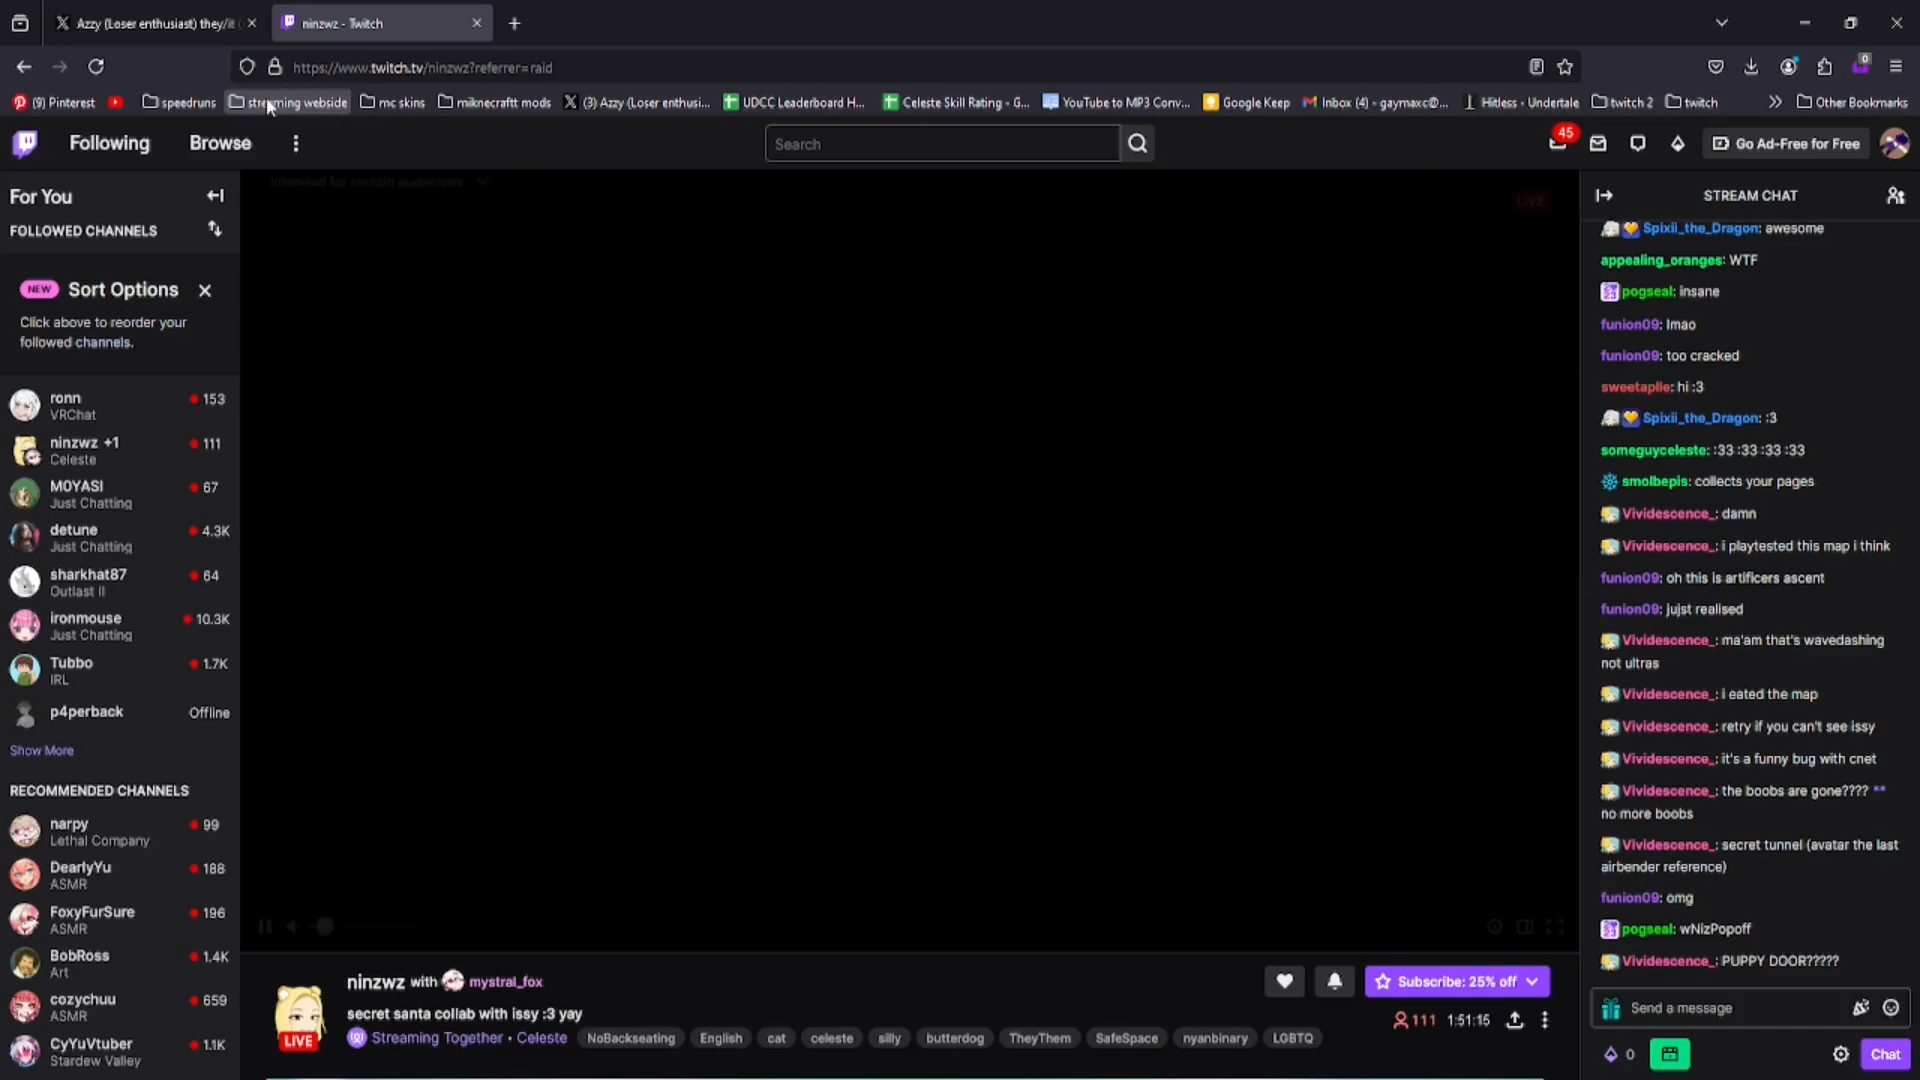 Azzy (Loser enthusiast) they/it
ninzwz - Twitch
https://www.twitch.tv/ninzwz?referrer=raid
0
(9) Pinterest
speedruns
streaming webside
mc skins
miknecraftt mods
(3) Azzy (Loser enthusi...
UDCC Leaderboard H...
Celeste Skill Rating - G...
YouTube to MP3 Conv...
Google Keep
Inbox (4) - gaymaxc@...
Hitless - Undertale
twitch 2
twitch
Other Bookmarks
Following
Browse
Search
45
Go Ad-Free for Free
For You
FOLLOWED CHANNELS
NEW Sort Options
Click above to reorder your
followed channels.
ronn 153
VRChat
ninzwz +1 111
Celeste
MOYASI 67
Just Chatting
detune 4.3K
Just Chatting
sharkhat87 64
Outlast II
ironmouse 10.3K
Just Chatting
Tubbo 1.7K
IRL
p4perback Offline
Show More
RECOMMENDED CHANNELS
narpy 99
Lethal Company
DearlyYu 188
ASMR
FoxyFurSure 196
ASMR
BobRoss 1.4K
Art
cozychuu 659
ASMR
CyYuVtuber 1.1K
Stardew Valley
Intended for certain audiences
LIVE
ninzwz with mystral_fox
Subscribe: 25% off
secret santa collab with issy :3 yay
111 1:51:15
LIVE
Streaming Together • Celeste
NoBackseating
English
cat
celeste
silly
butterdog
TheyThem
SafeSpace
nyanbinary
LGBTQ
STREAM CHAT
Spixii_the_Dragon: awesome
appealing_oranges: WTF
pogseal: insane
funion09: lmao
funion09: too cracked
sweetaplle: hi :3
Spixii_the_Dragon: :3
someguyceleste: :33 :33 :33 :33
smolbepis: collects your pages
Vividescence_: damn
Vividescence_: i playtested this map i think
funion09: oh this is artificers ascent
funion09: jujst realised
Vividescence_: ma'am that's wavedashing
not ultras
Vividescence_: i eated the map
Vividescence_: retry if you can't see issy
Vividescence_: it's a funny bug with cnet
Vividescence_: the boobs are gone????
no more boobs
Vividescence_: secret tunnel (avatar the last
airbender reference)
funion09: omg
pogseal: wNizPopoff
Vividescence_: PUPPY DOOR?????
Send a message
0
Chat